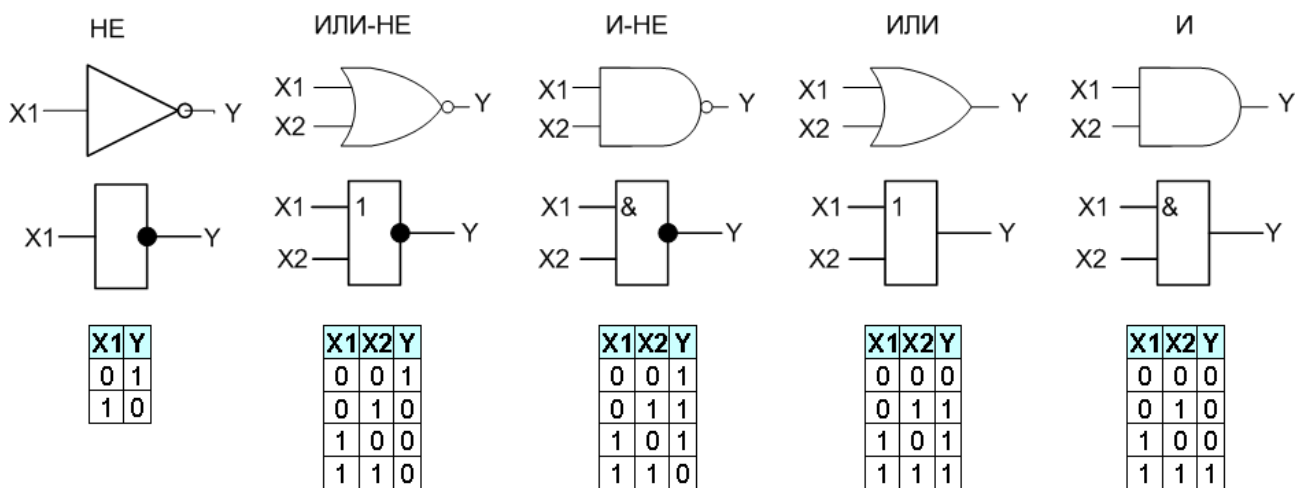 НЕ ИЛИ-НЕ И-НЕ ИЛИ И
X1 Y X1 X2 Y X1 X2 Y X1 X2 Y X1 X2 Y
X1 Y X1 X2 1 Y X1 X2 & Y X1 X2 1 Y X1 X2 & Y
X1 Y X1 X2 Y X1 X2 Y X1 X2 Y X1 X2 Y
0 1 0 0 1 0 0 1 0 0 0 0 0 0
1 0 0 1 0 0 1 1 0 1 1 0 1 0
1 0 0 1 0 1 1 0 1 1 0 0
1 1 0 1 1 0 1 1 1 1 1 1